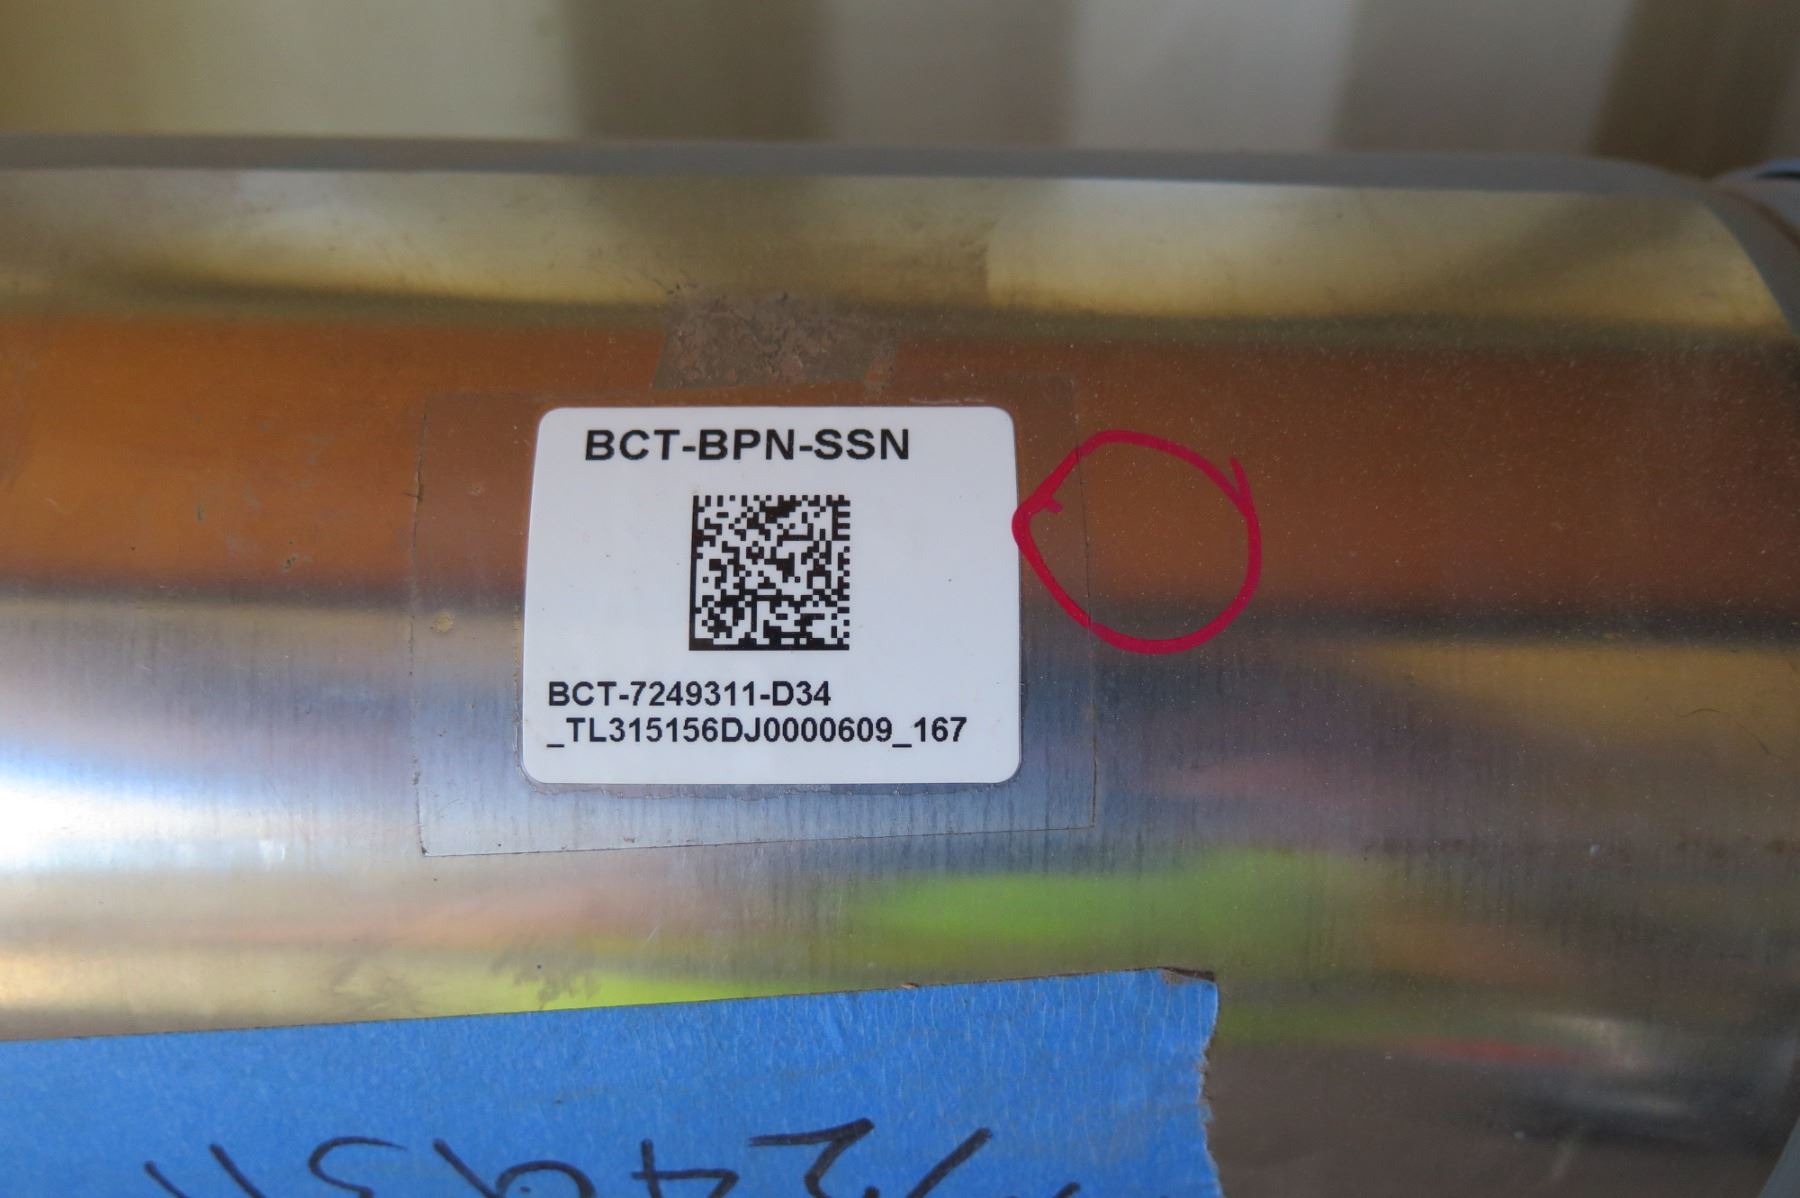 BCT-BPN-SSN
BCT-7249311-D34
_TL315156DJ0000609_167